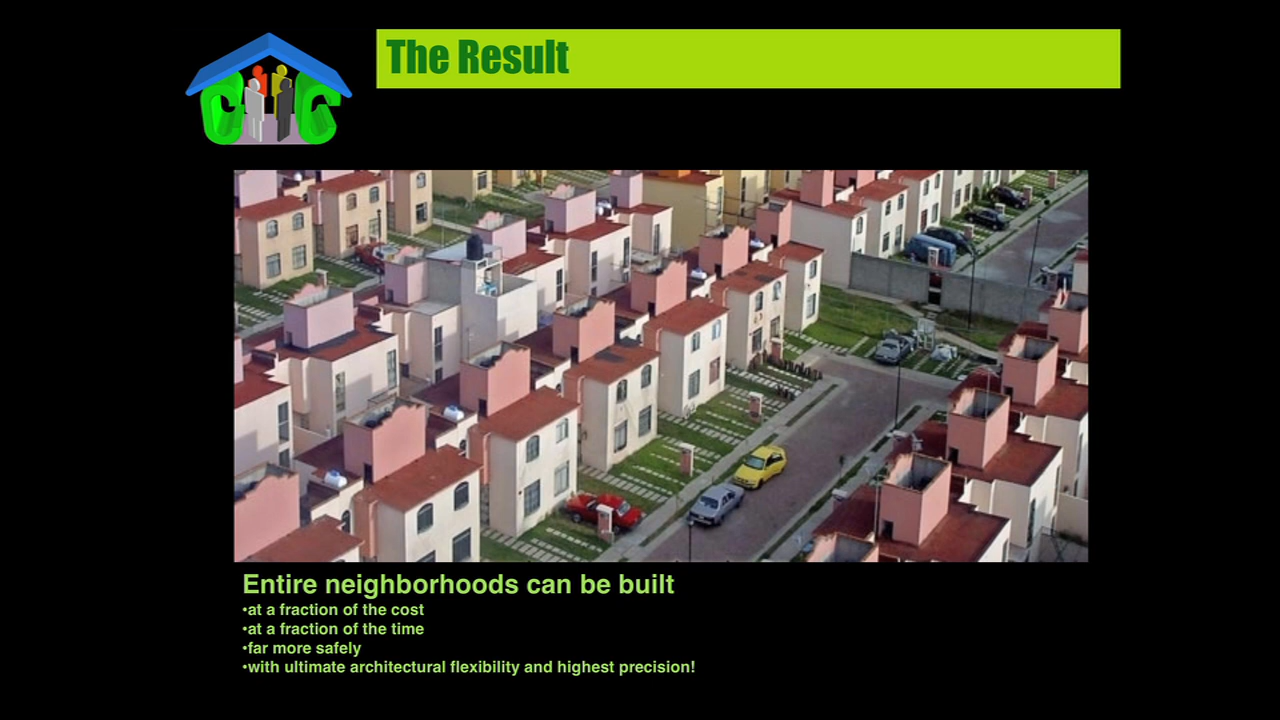 The Result
Entire neighborhoods can be built
•at a fraction of the cost
•at a fraction of the time
•far more safely
•with ultimate architectural flexibility and highest precision!